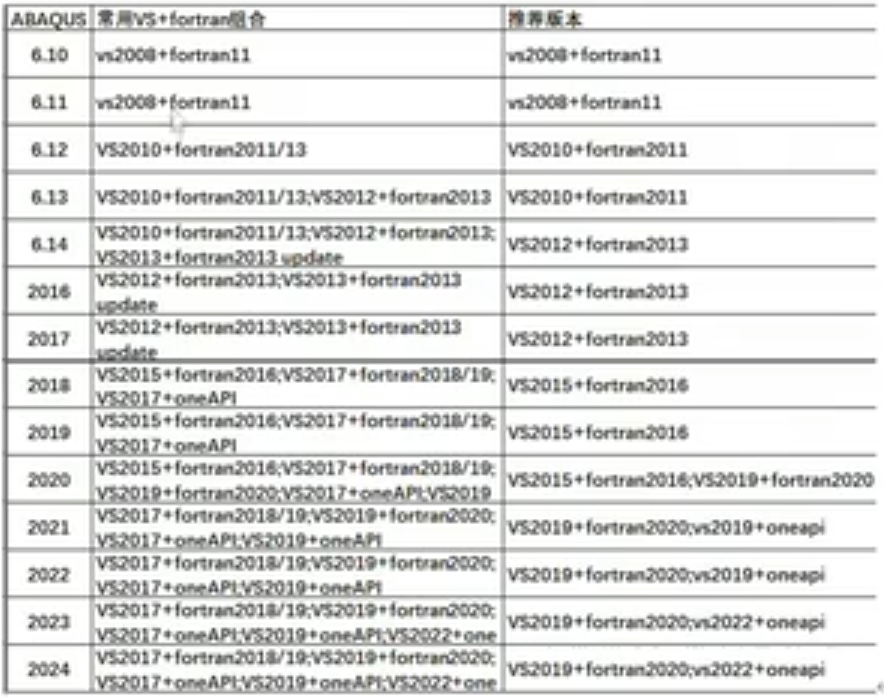 ABAQUS 常用VS+fortran组合 推荐版本
6.10 vs2008+fortran11 vs2008+fortran11
6.11 vs2008+fortran11 vs2008+fortran11
6.12 VS2010+fortran2011/13 VS2010+fortran2011
6.13 VS2010+fortran2011/13;VS2012+fortran2013 VS2010+fortran2011
6.14 VS2010+fortran2011/13;VS2012+fortran2013; VS2012+fortran2013
VS2013+fortran2013 update
2016 VS2012+fortran2013;VS2013+fortran2013 VS2012+fortran2013
update
2017 VS2012+fortran2013;VS2013+fortran2013 VS2012+fortran2013
update
2018 VS2015+fortran2016;VS2017+fortran2018/19; VS2015+fortran2016
VS2017+oneAPI
2019 VS2015+fortran2016;VS2017+fortran2018/19; VS2015+fortran2016
VS2017+oneAPI
2020 VS2015+fortran2016;VS2017+fortran2018/19; VS2015+fortran2016;VS2019+fortran2020
VS2019+fortran2020;VS2017+oneAPI;VS2019
2021 VS2017+fortran2018/19;VS2019+fortran2020; VS2019+fortran2020;vs2019+oneapi
VS2017+oneAPI;VS2019+oneAPI
2022 VS2017+fortran2018/19;VS2019+fortran2020; VS2019+fortran2020;vs2019+oneapi
VS2017+oneAPI;VS2019+oneAPI
2023 VS2017+fortran2018/19;VS2019+fortran2020; VS2019+fortran2020;vs2022+oneapi
VS2017+oneAPI;VS2019+oneAPI;VS2022+one
2024 VS2017+fortran2018/19;VS2019+fortran2020; VS2019+fortran2020;vs2022+oneapi
VS2017+oneAPI;VS2019+oneAPI;VS2022+one